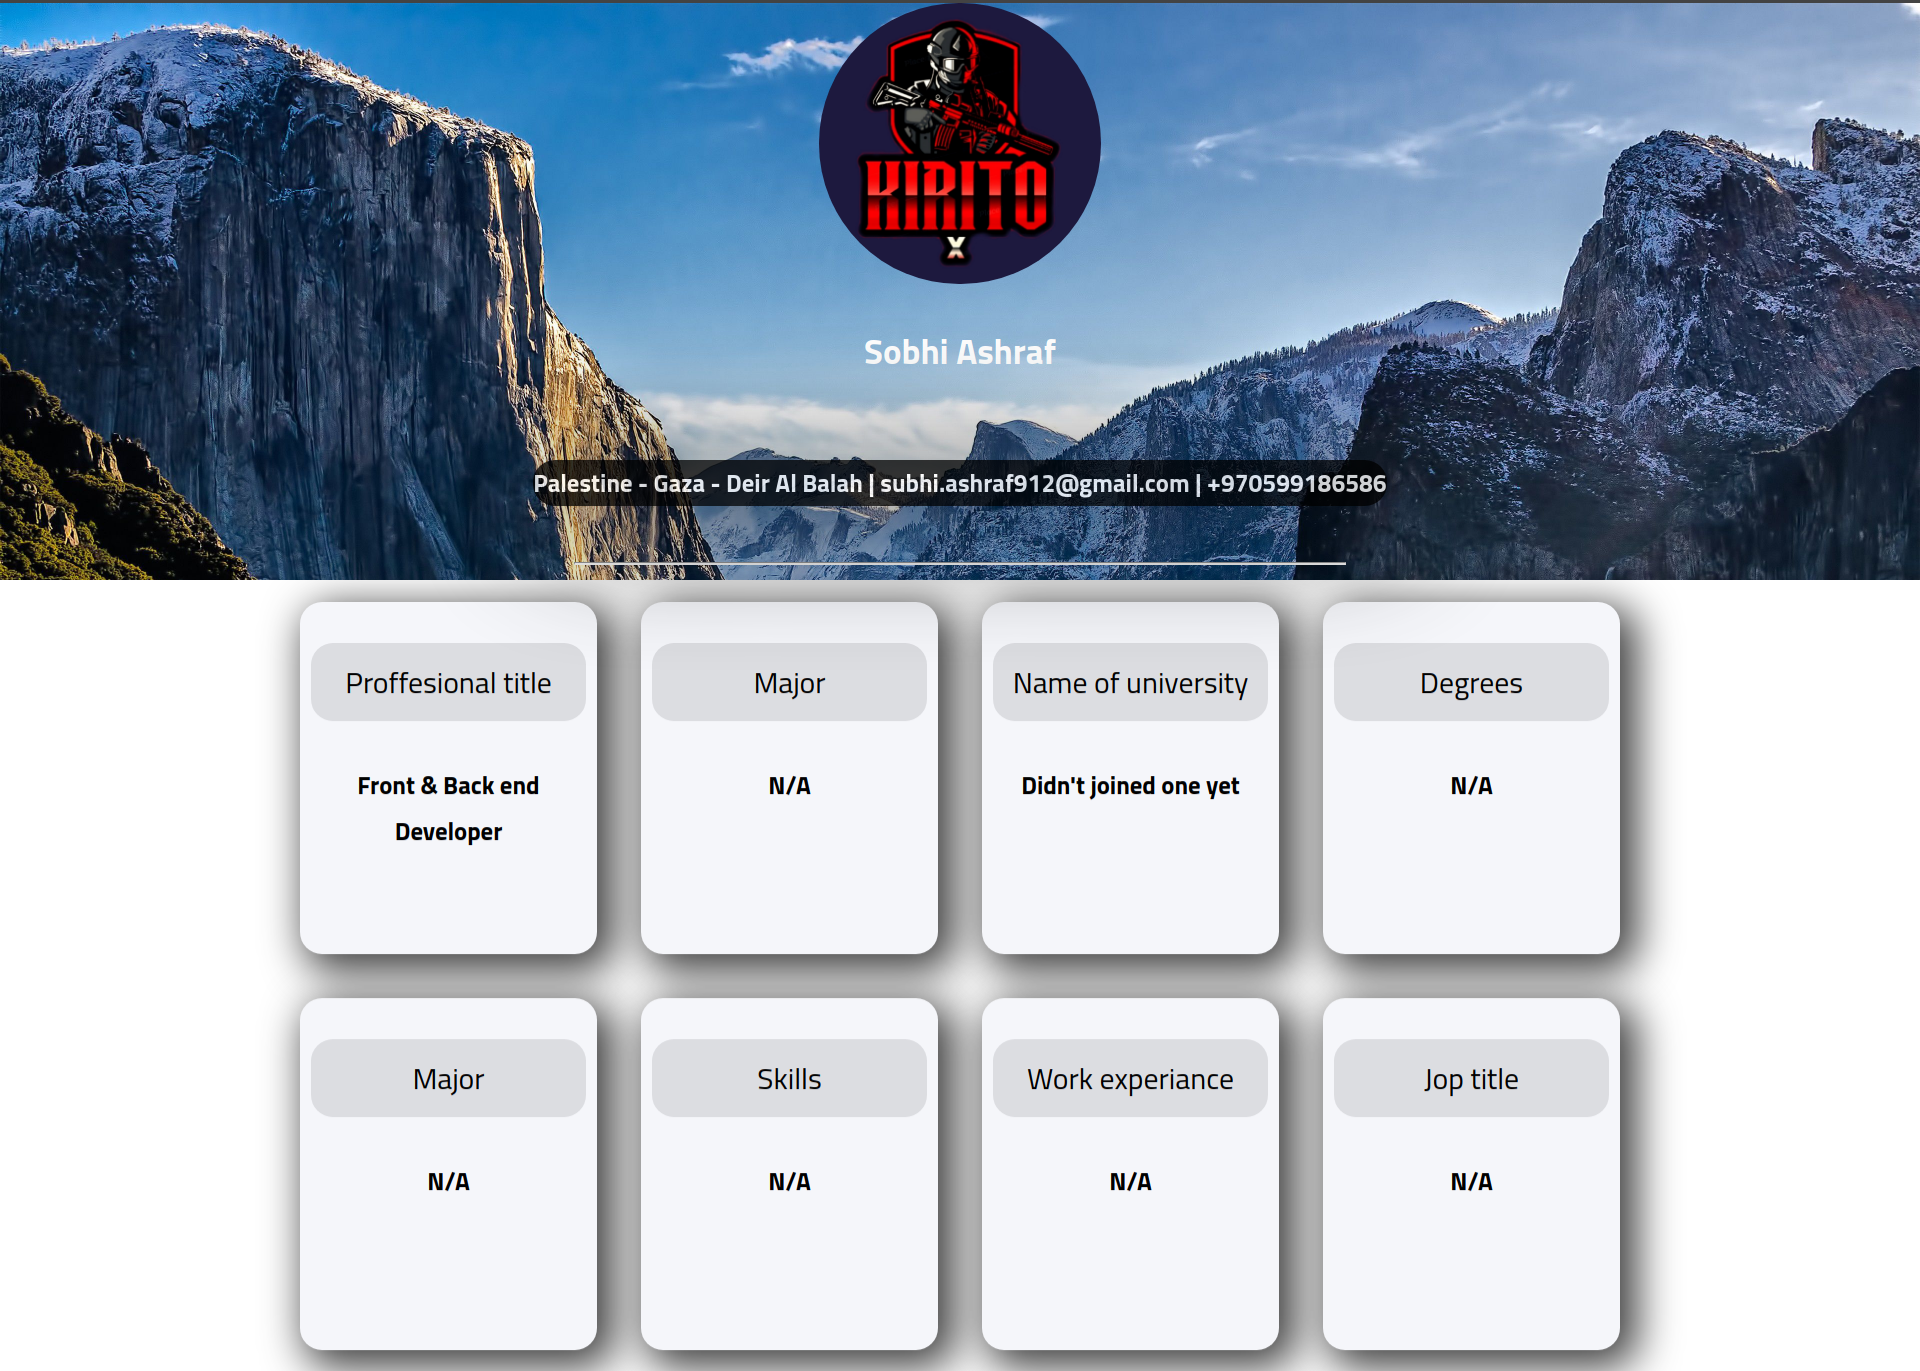 KIRITO
X
Sobhi Ashraf
Palestine - Gaza - Deir Al Balah | subhi.ashraf912@gmail.com | +970599186586
Proffesional title
Major
Name of university
Degrees
Front & Back end
Developer
N/A
Didn't joined one yet
N/A
Major
Skills
Work experiance
Jop title
N/A
N/A
N/A
N/A